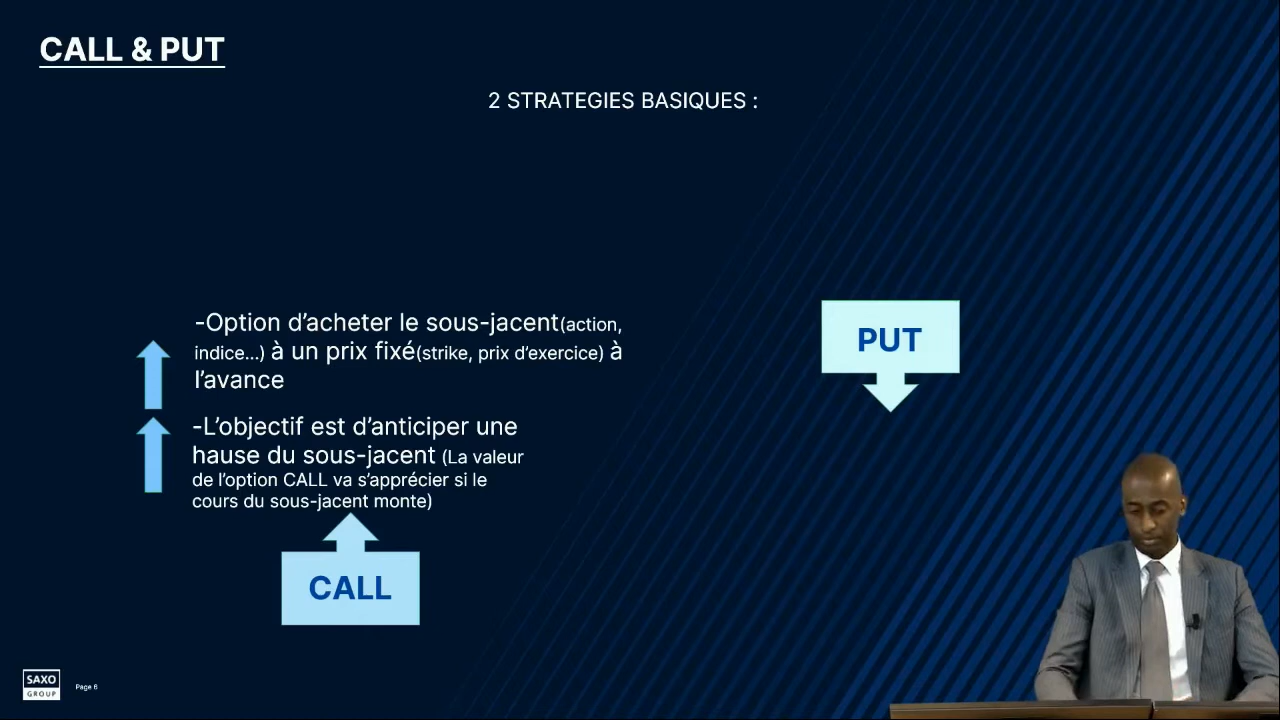 CALL & PUT
2 STRATEGIES BASIQUES :
-Option d’acheter le sous-jacent(action,
indice...) à un prix fixé(strike, prix d’exercice) à
l’avance
-L’objectif est d’anticiper une
hause du sous-jacent (La valeur
de l’option CALL va s’apprécier si le
cours du sous-jacent monte)
CALL
PUT
SAXO
GROUP
Page 6